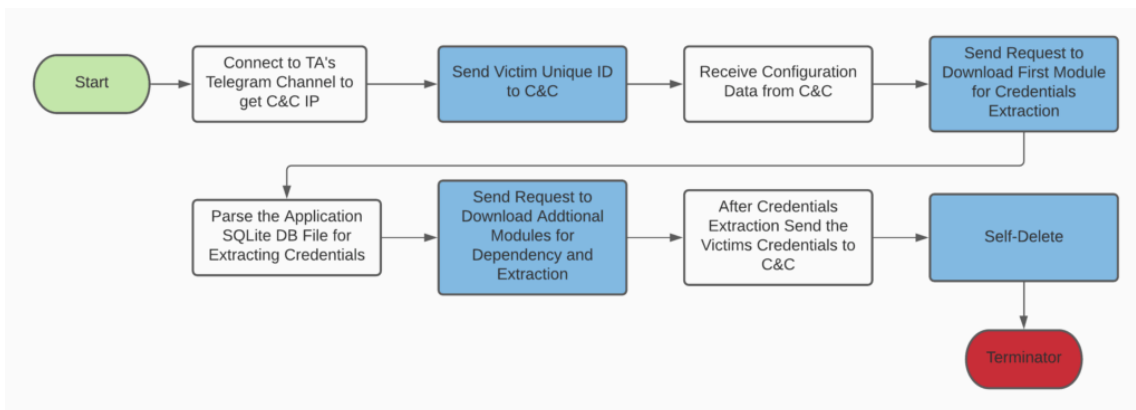 Start
Connect to TA's
Telegram Channel to
get C&C IP
Send Victim Unique ID
to C&C
Receive Configuration
Data from C&C
Send Request to
Download First Module
for Credentials
Extraction
Parse the Application
SQLite DB File for
Extracting Credentials
Send Request to
Download Addtional
Modules for
Dependency and
Extraction
After Credentials
Extraction Send the
Victims Credentials to
C&C
Self-Delete
Terminator